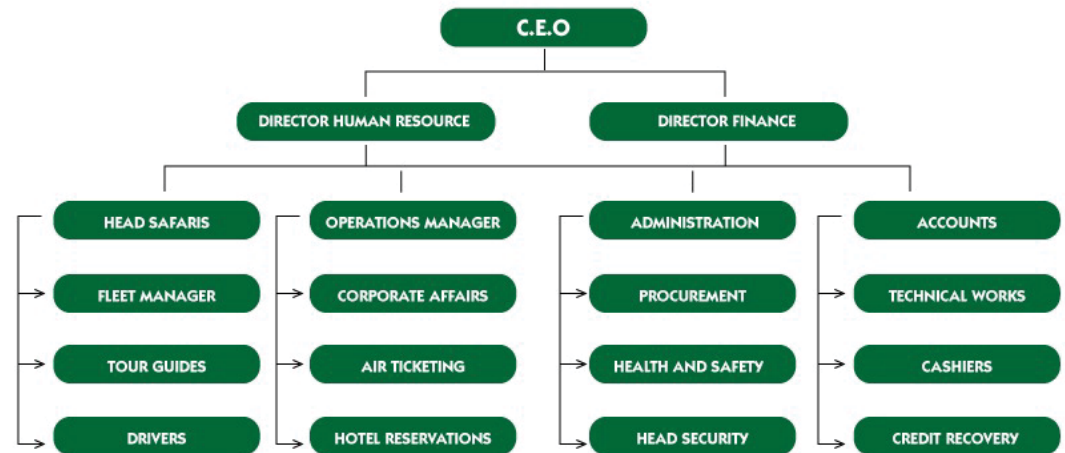 C.E.O
DIRECTOR HUMAN RESOURCE
DIRECTOR FINANCE
HEAD SAFARIS
OPERATIONS MANAGER
ADMINISTRATION
ACCOUNTS
FLEET MANAGER
CORPORATE AFFAIRS
PROCUREMENT
TECHNICAL WORKS
TOUR GUIDES
AIR TICKETING
HEALTH AND SAFETY
CASHIERS
DRIVERS
HOTEL RESERVATIONS
HEAD SECURITY
CREDIT RECOVERY